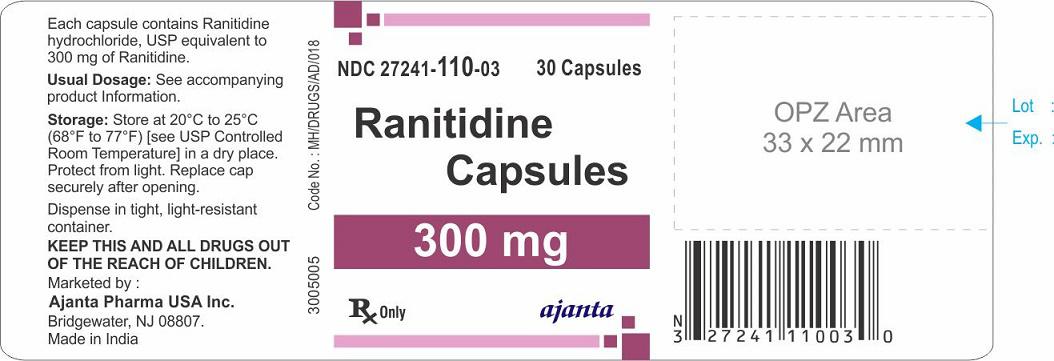 Each capsule contains Ranitidine
hydrochloride, USP equivalent to
300 mg of Ranitidine.
Usual Dosage: See accompanying
product Information.
Storage: Store at 20°C to 25°C
(68°F to 77°F) [see USP Controlled
Room Temperature] in a dry place.
Protect from light. Replace cap
securely after opening.
Dispense in tight, light-resistant
container.
KEEP THIS AND ALL DRUGS OUT
OF THE REACH OF CHILDREN.
Marketed by :
Ajanta Pharma USA Inc.
Bridgewater, NJ 08807.
Made in India
Code No. : MH/DRUGS/AD/018
3005005
NDC 27241-110-03 30 Capsules
Ranitidine
Capsules
300 mg
Rx Only
ajanta
OPZ Area
33 x 22 mm
Lot :
Exp. :
N
3 27241 11003 0